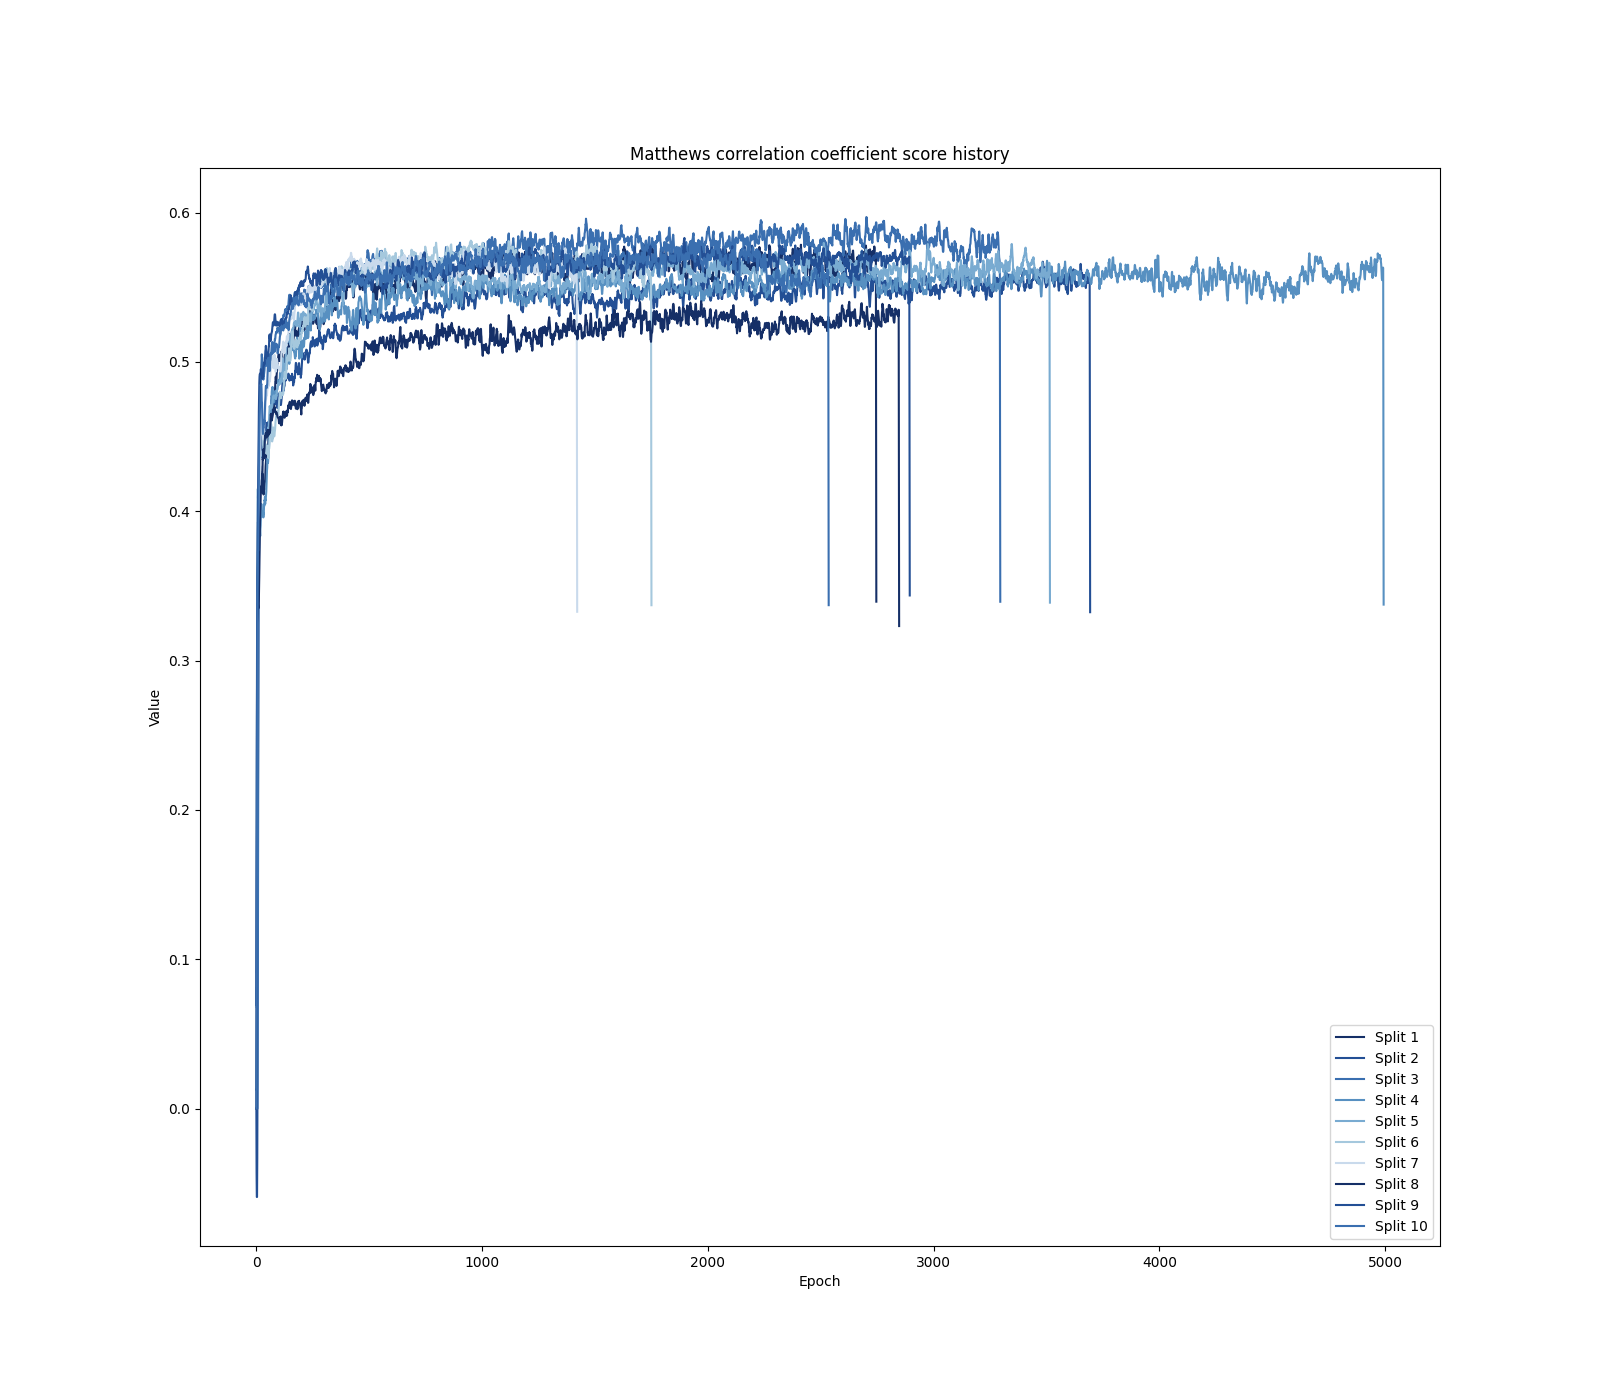 Matthews correlation coefficient score history
0.6
0.5
0.4
0.3
0.2
0.1
0.0
Value
0
1000
2000
3000
4000
5000
Epoch
Split 1
Split 2
Split 3
Split 4
Split 5
Split 6
Split 7
Split 8
Split 9
Split 10